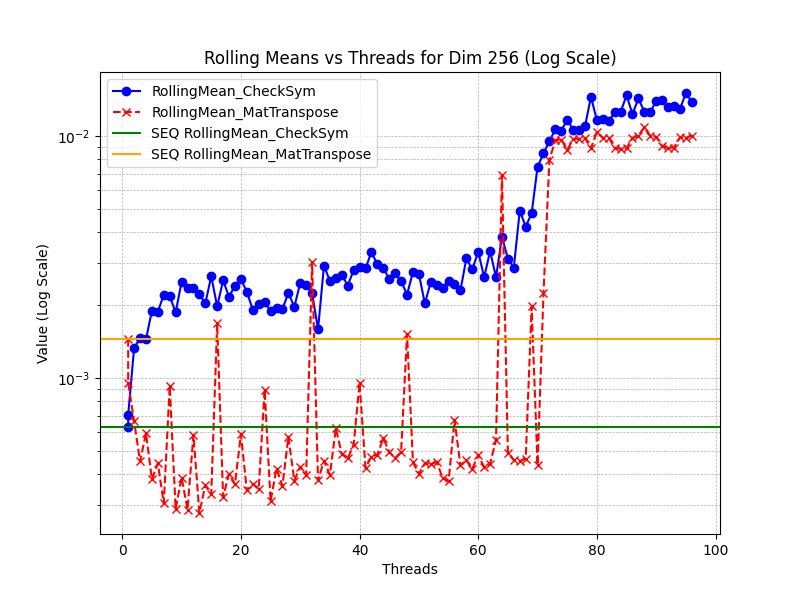 Rolling Means vs Threads for Dim 256 (Log Scale)
RollingMean_CheckSym
RollingMean_MatTranspose
SEQ RollingMean_CheckSym
SEQ RollingMean_MatTranspose
Value (Log Scale)
10⁻²
10⁻³
0 20 40 60 80 100
Threads